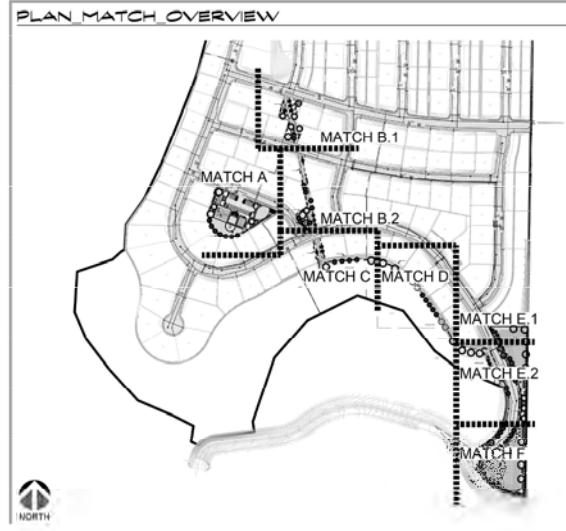 PLAN_MATCH_OVERVIEW
MATCH B.1
MATCH A
MATCH B.2
MATCH C
MATCH D
MATCH E.1
MATCH E.2
MATCH F
NORTH